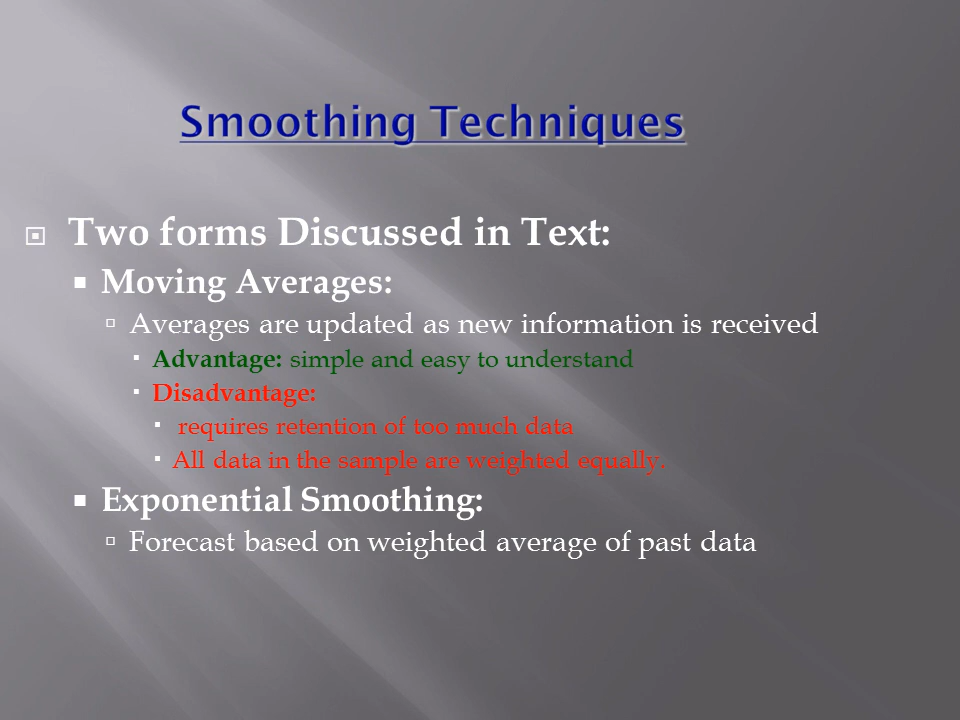 Smoothing Techniques
Two forms Discussed in Text:
Moving Averages:
Averages are updated as new information is received
Advantage: simple and easy to understand
Disadvantage:
requires retention of too much data
All data in the sample are weighted equally.
Exponential Smoothing:
Forecast based on weighted average of past data